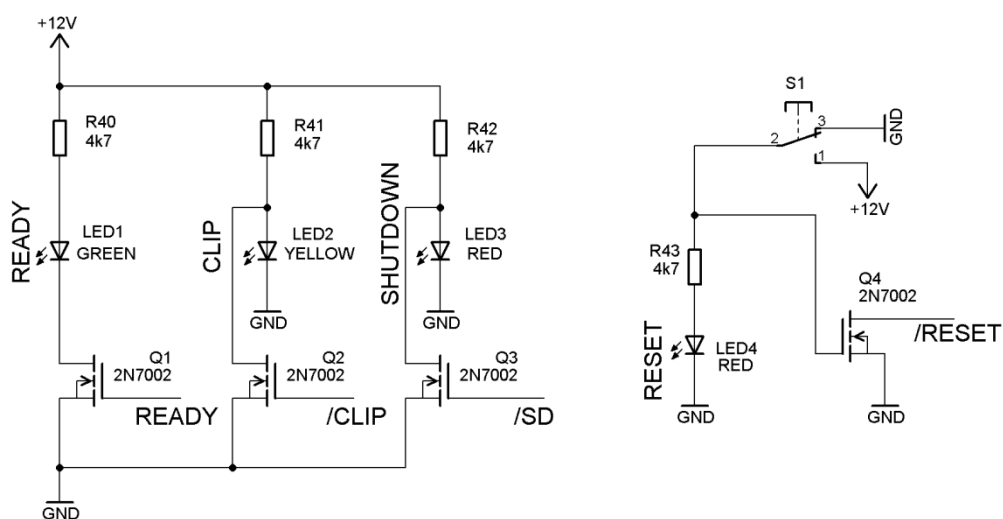 +12V
R40
4k7
R41
4k7
R42
4k7
READY
LED1
GREEN
CLIP
LED2
YELLOW
SHUTDOWN
LED3
RED
GND
GND
Q1
2N7002
Q2
2N7002
Q3
2N7002
READY
/CLIP
/SD
GND
S1
2
3
1
GND
+12V
R43
4k7
Q4
2N7002
/RESET
RESET
LED4
RED
GND
GND